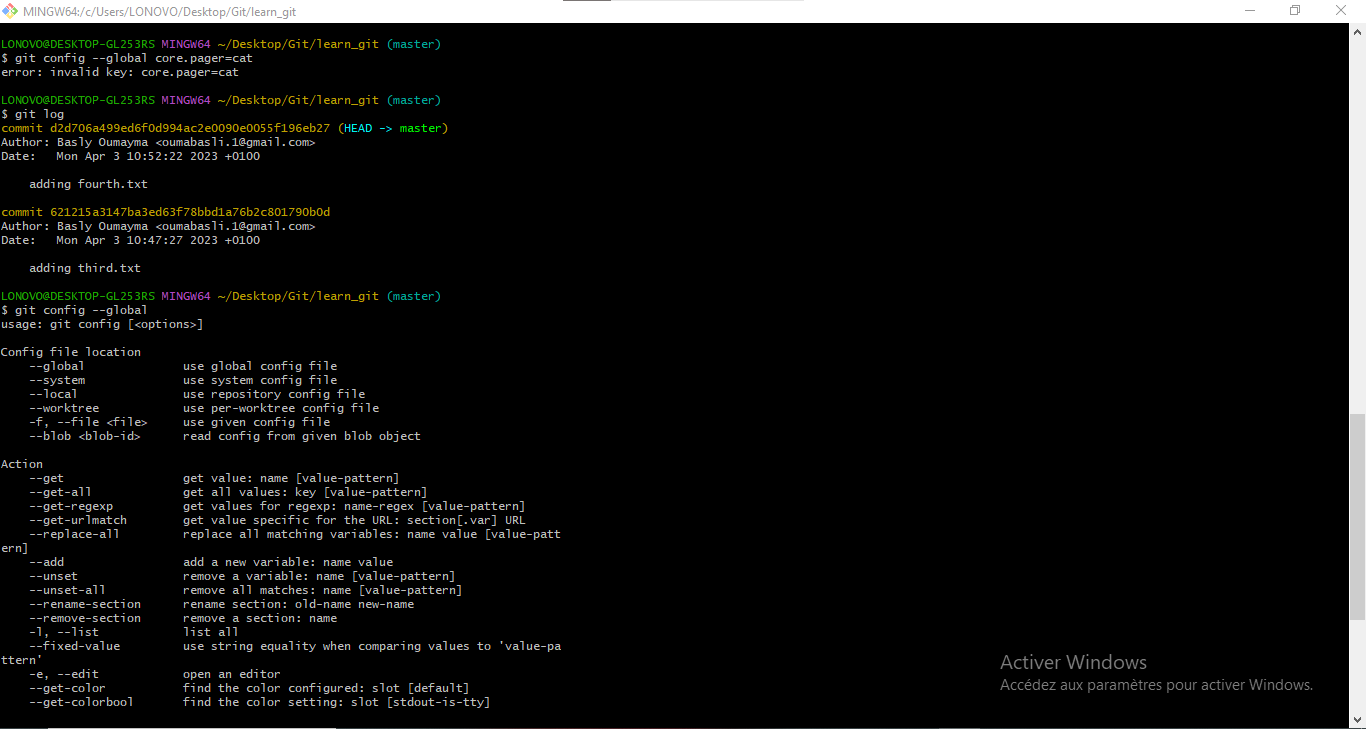 MINGW64:/c/Users/LONOVO/Desktop/Git/learn_git
LONOVO@DESKTOP-GL253RS MINGW64 ~/Desktop/Git/learn_git (master)
$ git config --global core.pager=cat
error: invalid key: core.pager=cat
LONOVO@DESKTOP-GL253RS MINGW64 ~/Desktop/Git/learn_git (master)
$ git log
commit d2d706a499ed6f0d994ac2e0090e0055f196eb27 (HEAD -> master)
Author: Basly Oumayma <oumabasli.1@gmail.com>
Date:   Mon Apr 3 10:52:22 2023 +0100
    adding fourth.txt
commit 621215a3147ba3ed63f78bbd1a76b2c801790b0d
Author: Basly Oumayma <oumabasli.1@gmail.com>
Date:   Mon Apr 3 10:47:27 2023 +0100
    adding third.txt
LONOVO@DESKTOP-GL253RS MINGW64 ~/Desktop/Git/learn_git (master)
$ git config --global
usage: git config [<options>]
Config file location
    --global              use global config file
    --system              use system config file
    --local               use repository config file
    --worktree            use per-worktree config file
    -f, --file <file>     use given config file
    --blob <blob-id>      read config from given blob object
Action
    --get                 get value: name [value-pattern]
    --get-all             get all values: key [value-pattern]
    --get-regexp          get values for regexp: name-regex [value-pattern]
    --get-urlmatch        get value specific for the URL: section[.var] URL
    --replace-all         replace all matching variables: name value [value-patt
ern]
    --add                 add a new variable: name value
    --unset               remove a variable: name [value-pattern]
    --unset-all           remove all matches: name [value-pattern]
    --rename-section      rename section: old-name new-name
    --remove-section      remove a section: name
    -l, --list            list all
    --fixed-value         use string equality when comparing values to 'value-pa
ttern'
    -e, --edit            open an editor
    --get-color           find the color configured: slot [default]
    --get-colorbool       find the color setting: slot [stdout-is-tty]
Activer Windows
Accédez aux paramètres pour activer Windows.